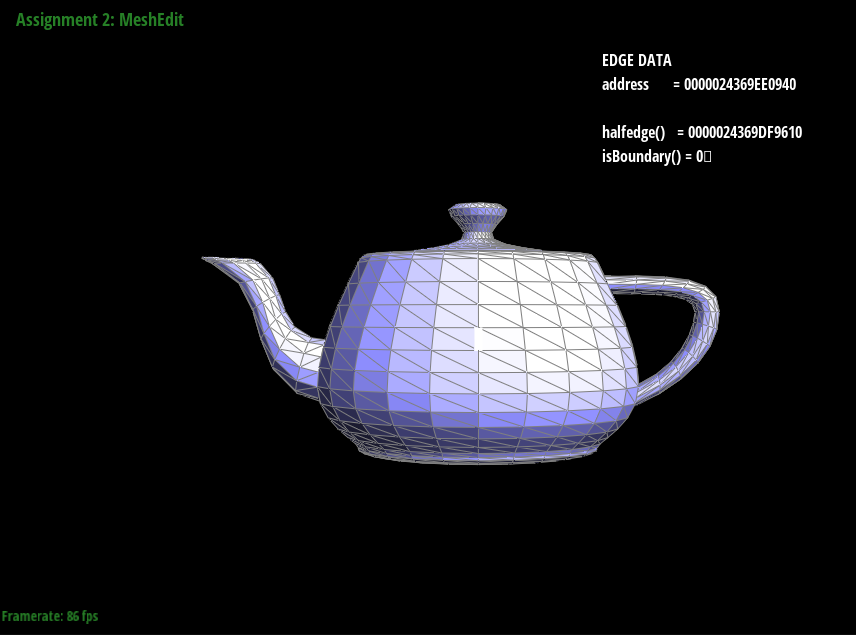 Assignment 2: MeshEdit
EDGE DATA
address = 0000024369EE0940
halfedge() = 0000024369DF9610
isBoundary() = 0▯
Framerate: 86 fps